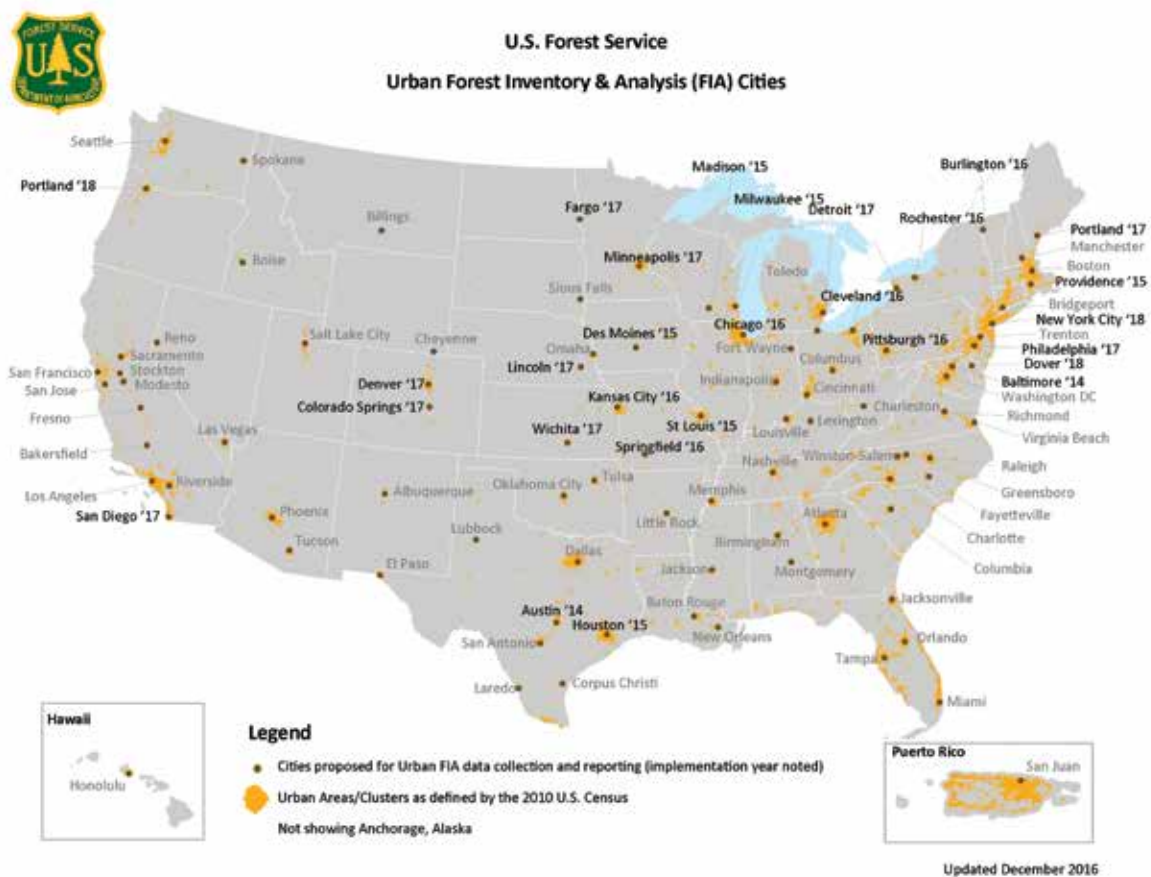 FOREST SERVICE
U S
DEPARTMENT OF AGRICULTURE
U.S. Forest Service
Urban Forest Inventory & Analysis (FIA) Cities
Seattle
Spokane
Portland '18
Billings
Boise
Fargo '17
Minneapolis '17
Sioux Falls
Madison '15
Milwaukee '15
Detroit '17
Burlington '16
Rochester '16
Portland '17
Manchester
Boston
Providence '15
Bridgeport
New York City '18
Trenton
Philadelphia '17
Dover '18
Baltimore '14
Washington DC
Richmond
Virginia Beach
Toledo
Cleveland '16
Chicago '16
Pittsburgh '16
Fort Wayne
Columbus
Indianapolis
Cincinnati
Charleston
Lexington
Louisville
Des Moines '15
Omaha
Lincoln '17
Kansas City '16
St Louis '15
Wichita '17
Springfield '16
Reno
Sacramento
Stockton
San Francisco
Modesto
San Jose
Fresno
Bakersfield
Las Vegas
Los Angeles
Riverside
San Diego '17
Salt Lake City
Cheyenne
Denver '17
Colorado Springs '17
Phoenix
Tucson
Albuquerque
El Paso
Lubbock
Oklahoma City
Tulsa
Little Rock
Memphis
Nashville
Winston-Salem
Raleigh
Greensboro
Fayetteville
Charlotte
Columbia
Atlanta
Birmingham
Montgomery
Jackson
Baton Rouge
New Orleans
Dallas
Austin '14
Houston '15
San Antonio
Laredo
Corpus Christi
Jacksonville
Orlando
Tampa
Miami
Hawaii
Honolulu
Legend
Cities proposed for Urban FIA data collection and reporting (implementation year noted)
Urban Areas/Clusters as defined by the 2010 U.S. Census
Not showing Anchorage, Alaska
Puerto Rico
San Juan
Updated December 2016